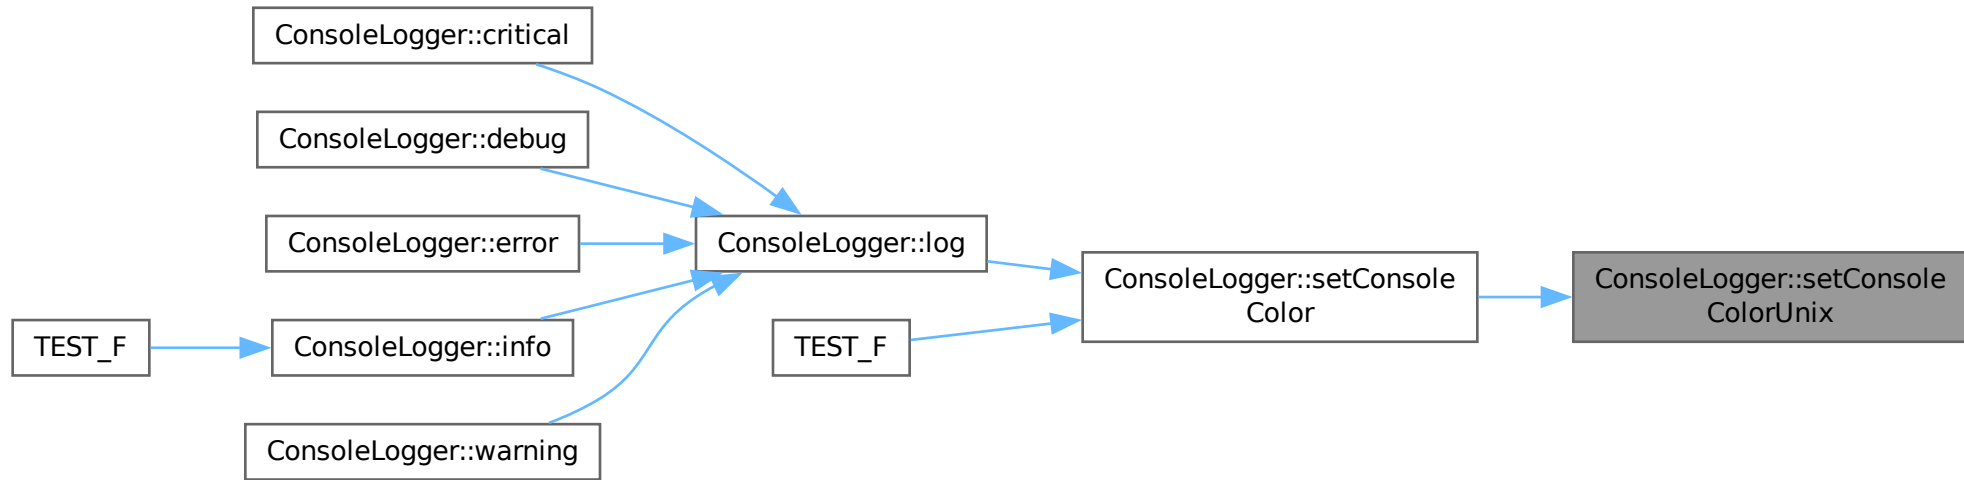 ConsoleLogger::critical
ConsoleLogger::debug
ConsoleLogger::error
ConsoleLogger::log
ConsoleLogger::setConsole
Color
ConsoleLogger::setConsole
ColorUnix
TEST_F
ConsoleLogger::info
TEST_F
ConsoleLogger::warning